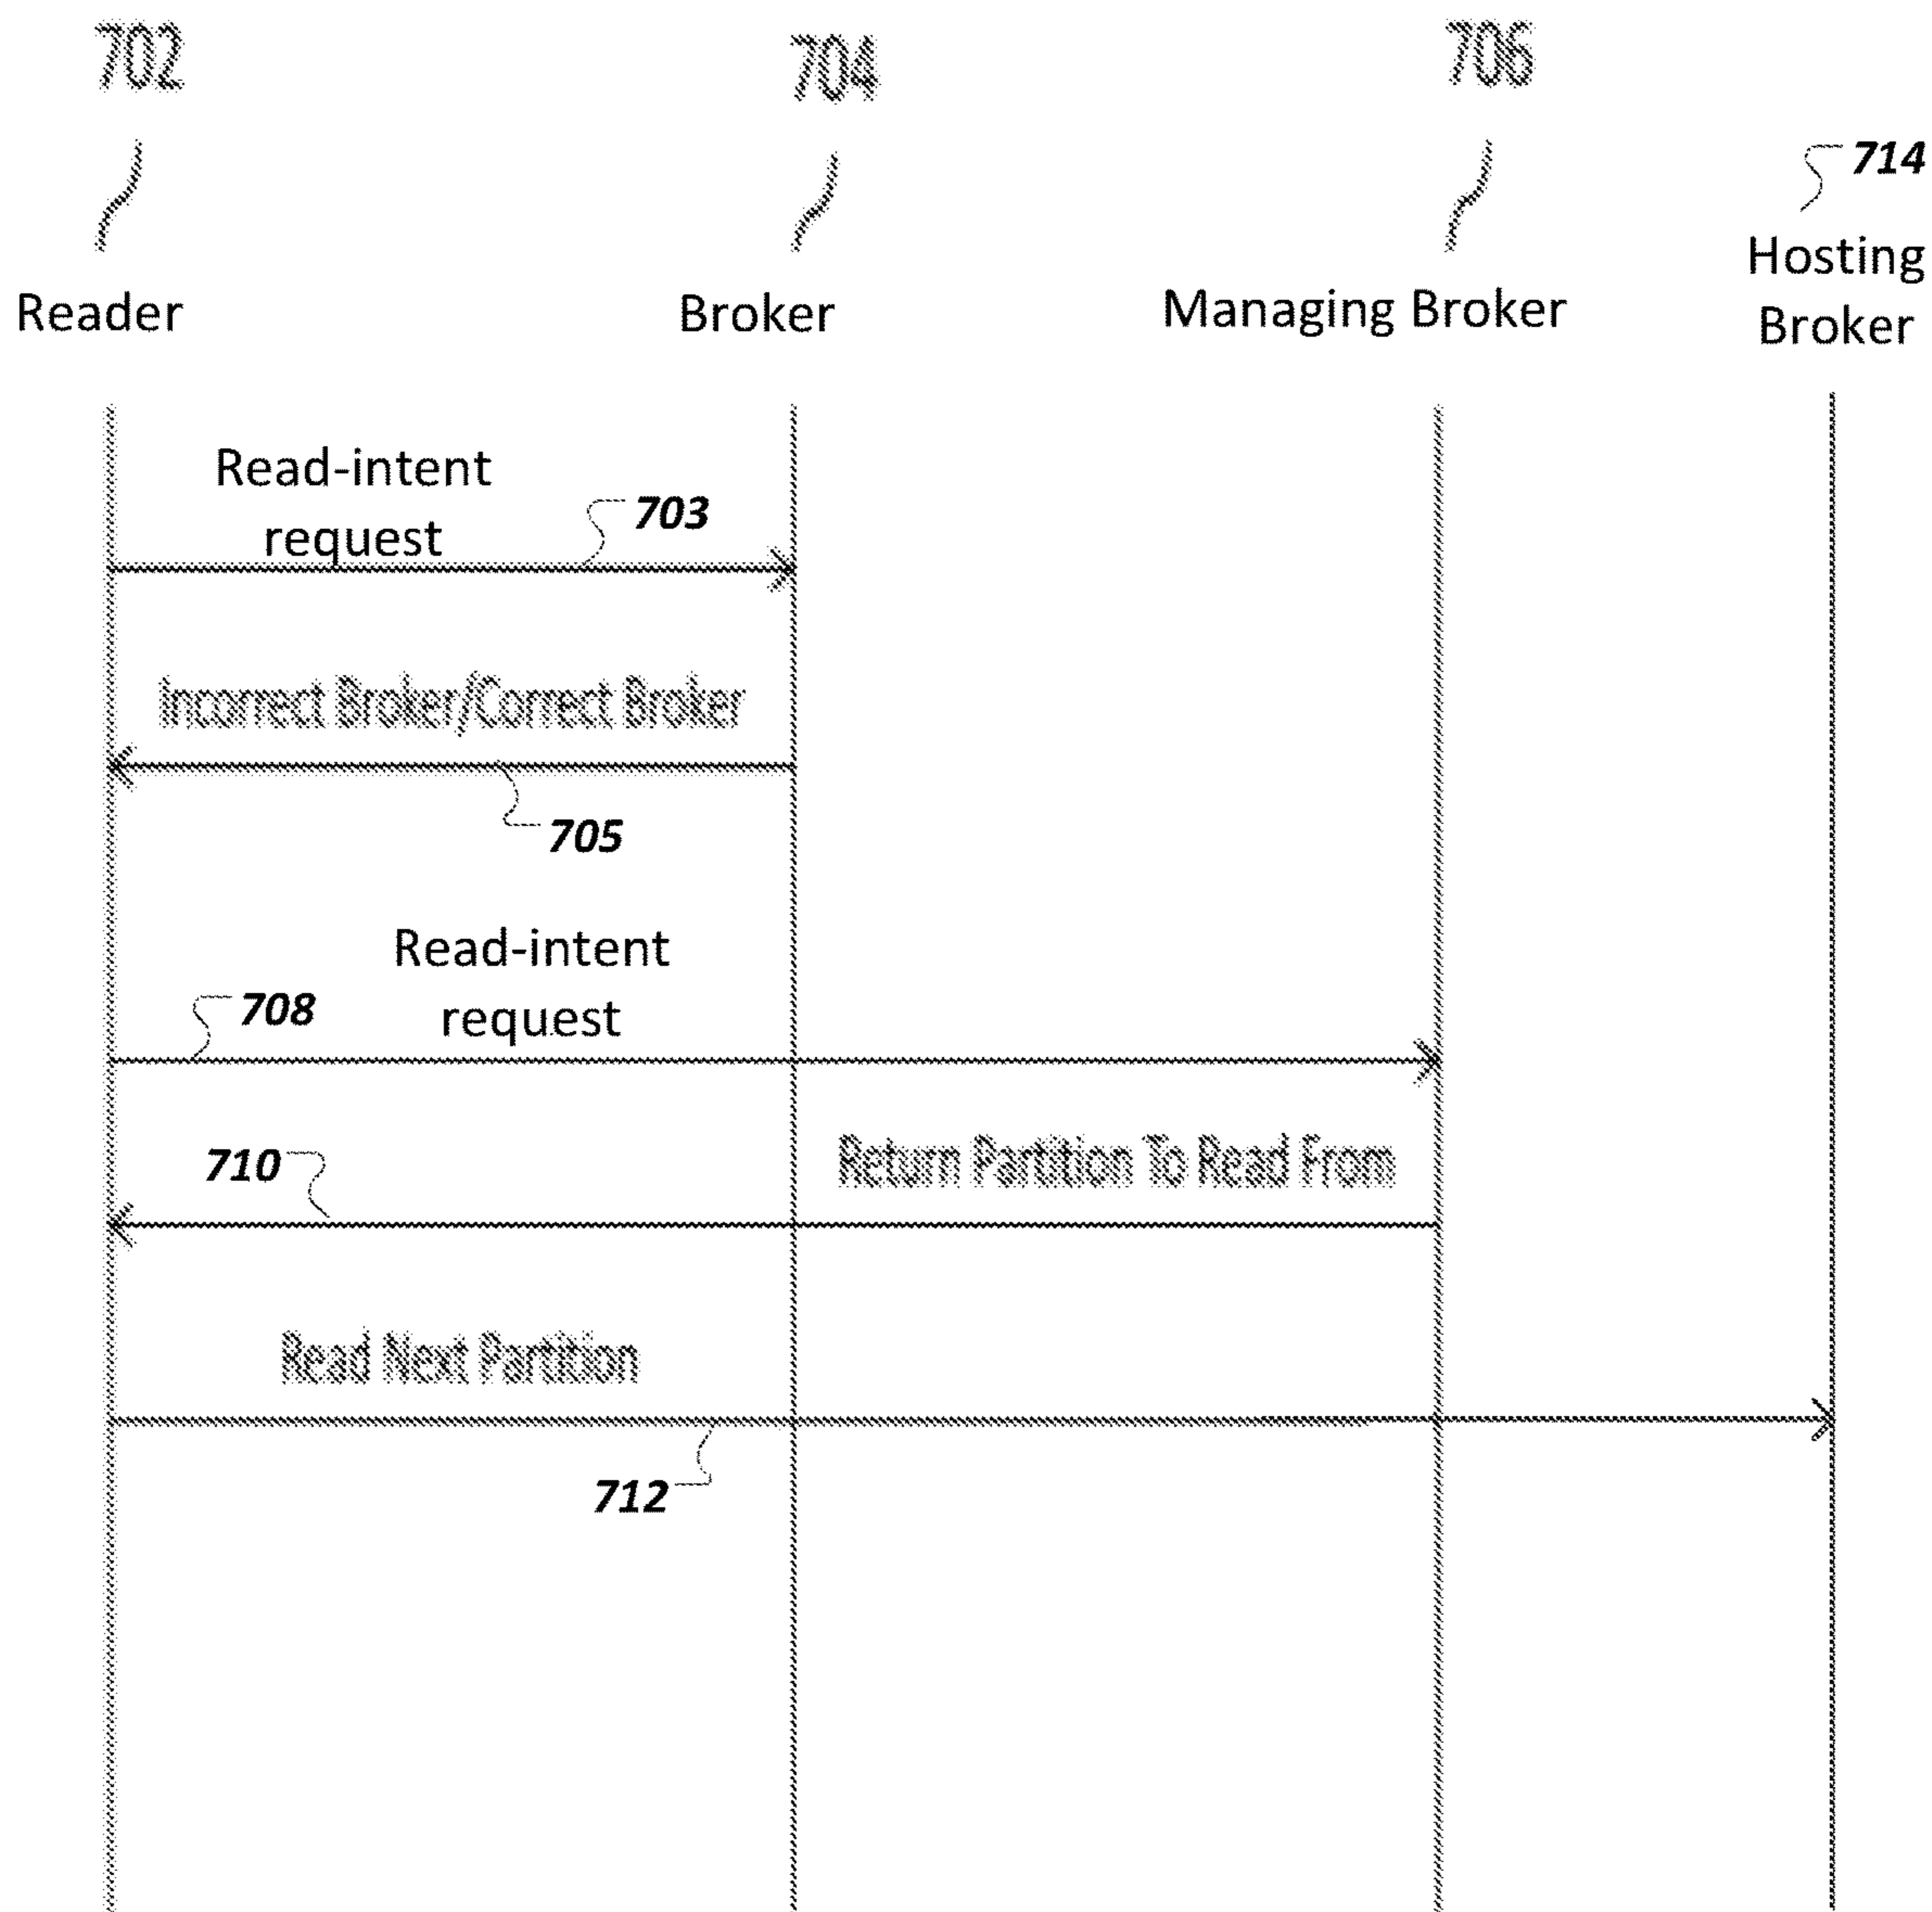 702
704
706
714
Reader
Broker
Managing Broker
Hosting
Broker
Read-intent
request
703
Incorrect Broker/Correct Broker
705
Read-intent
request
708
Return Partition To Read From
710
Read Next Partition
712